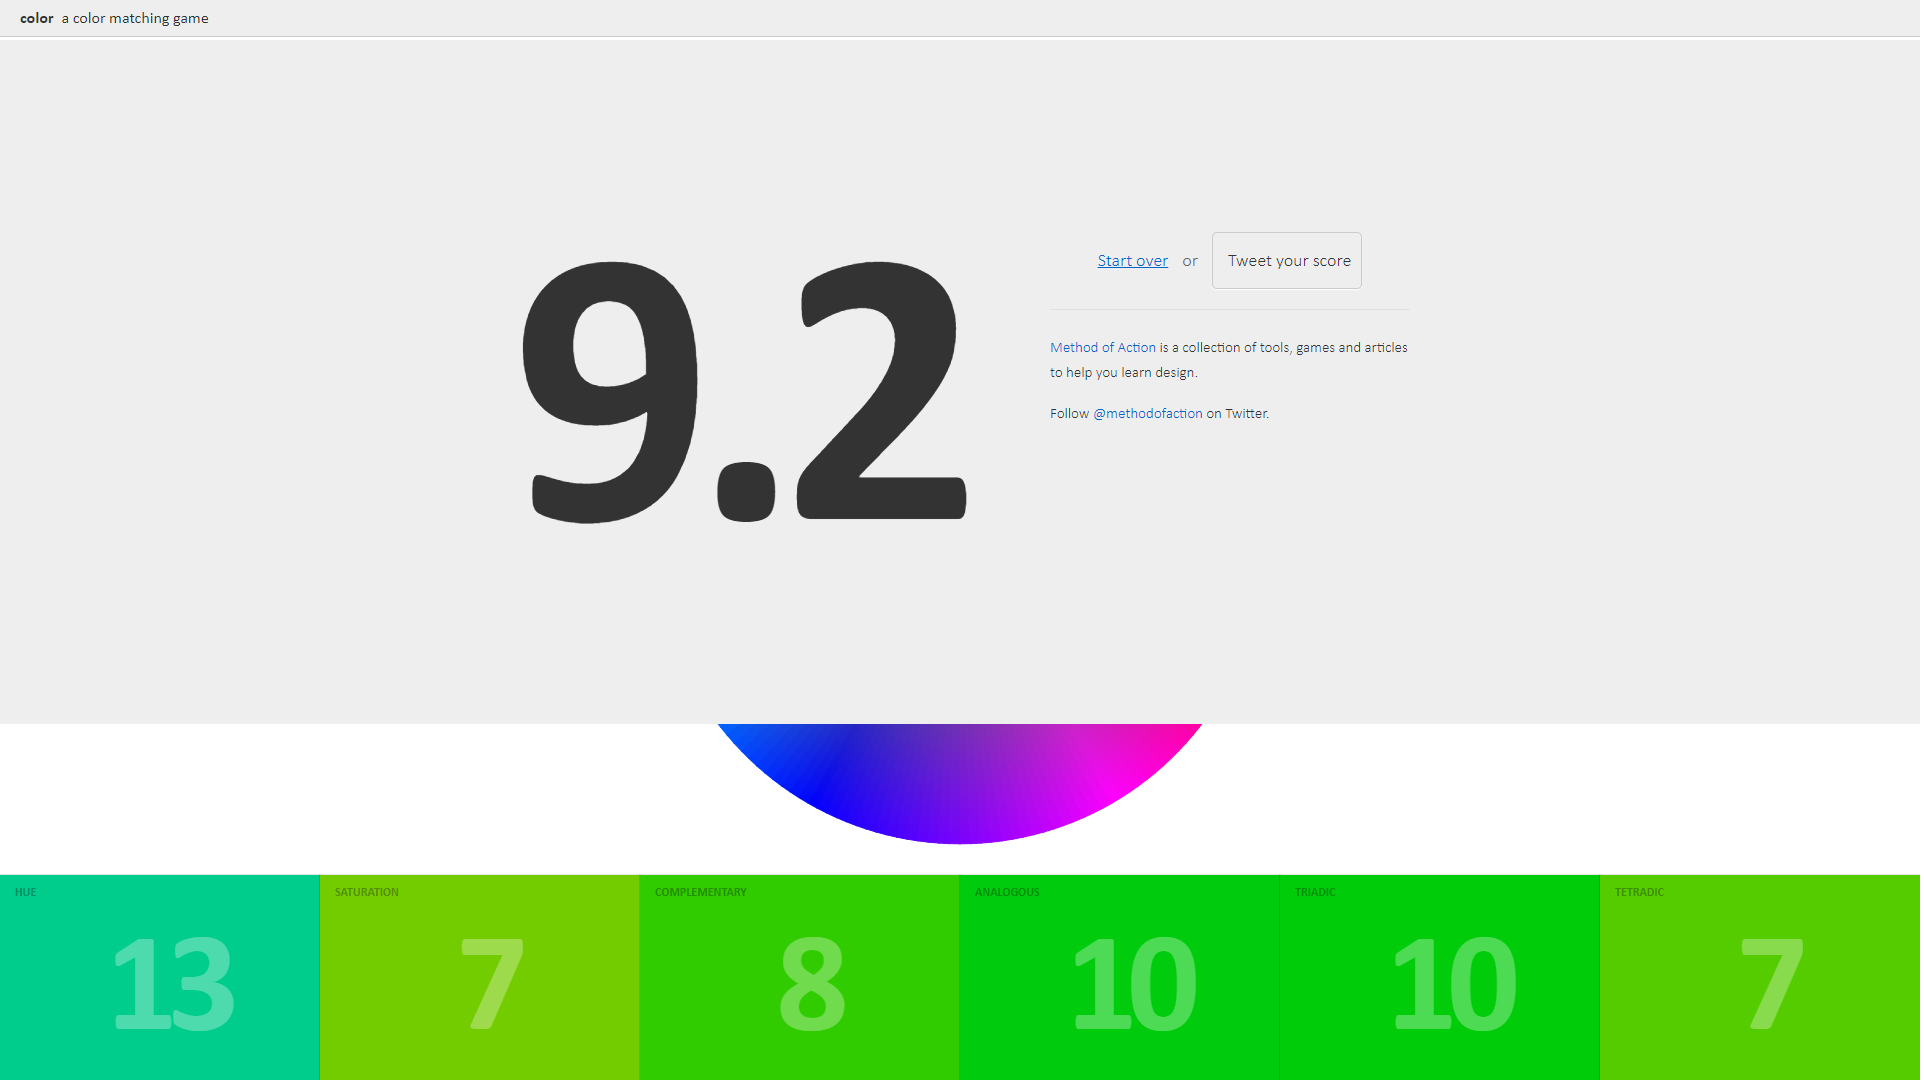 color a color matching game
9.2
Start over or Tweet your score
Method of Action is a collection of tools, games and articles
to help you learn design.
Follow @methodofaction on Twitter.
HUE
13
SATURATION
7
COMPLEMENTARY
8
ANALOGOUS
10
TRIADIC
10
TETRADIC
7